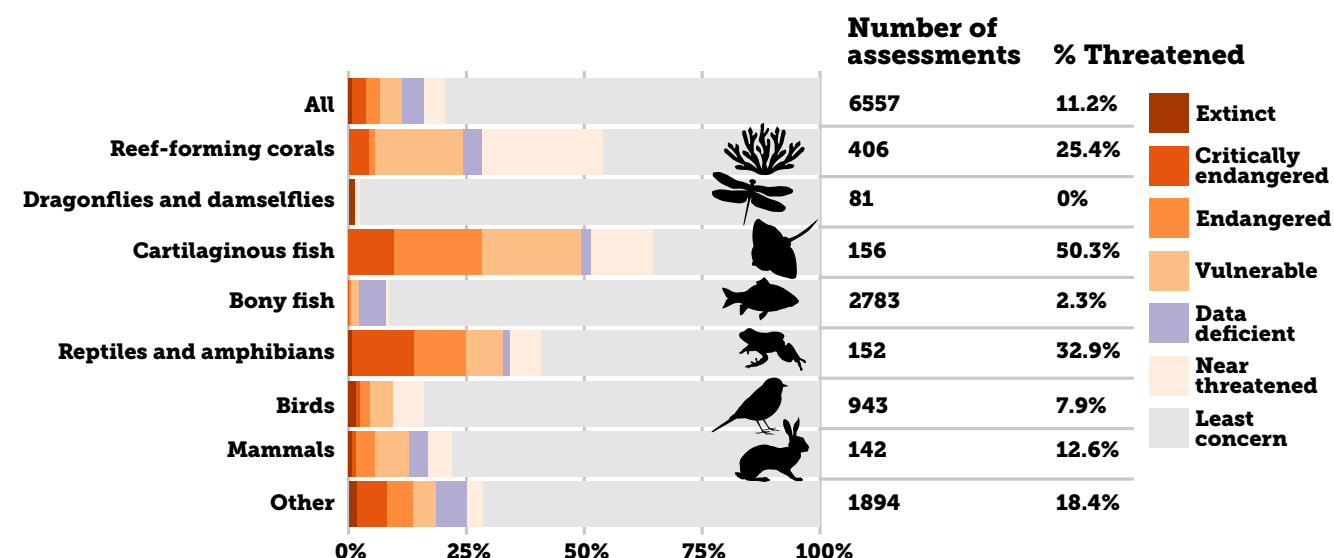 Number of
assessments
% Threatened
All
6557
11.2%
Reef-forming corals
406
25.4%
Dragonflies and damselflies
81
0%
Cartilaginous fish
156
50.3%
Bony fish
2783
2.3%
Reptiles and amphibians
152
32.9%
Birds
943
7.9%
Mammals
142
12.6%
Other
1894
18.4%
0%
25%
50%
75%
100%
Extinct
Critically
endangered
Endangered
Vulnerable
Data
deficient
Near
threatened
Least
concern